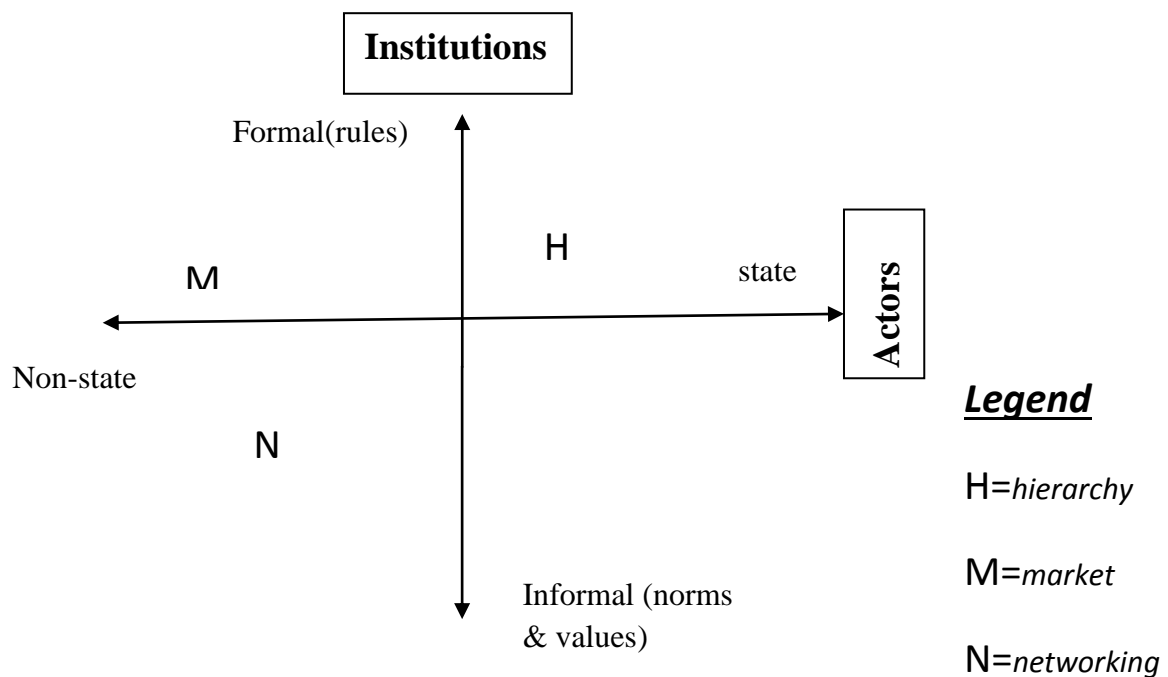 Institutions
Formal(rules)
H
state
M
Actors
Non-state
N
Legend
H=hierarchy
M=market
Informal (norms
& values)
N=networking